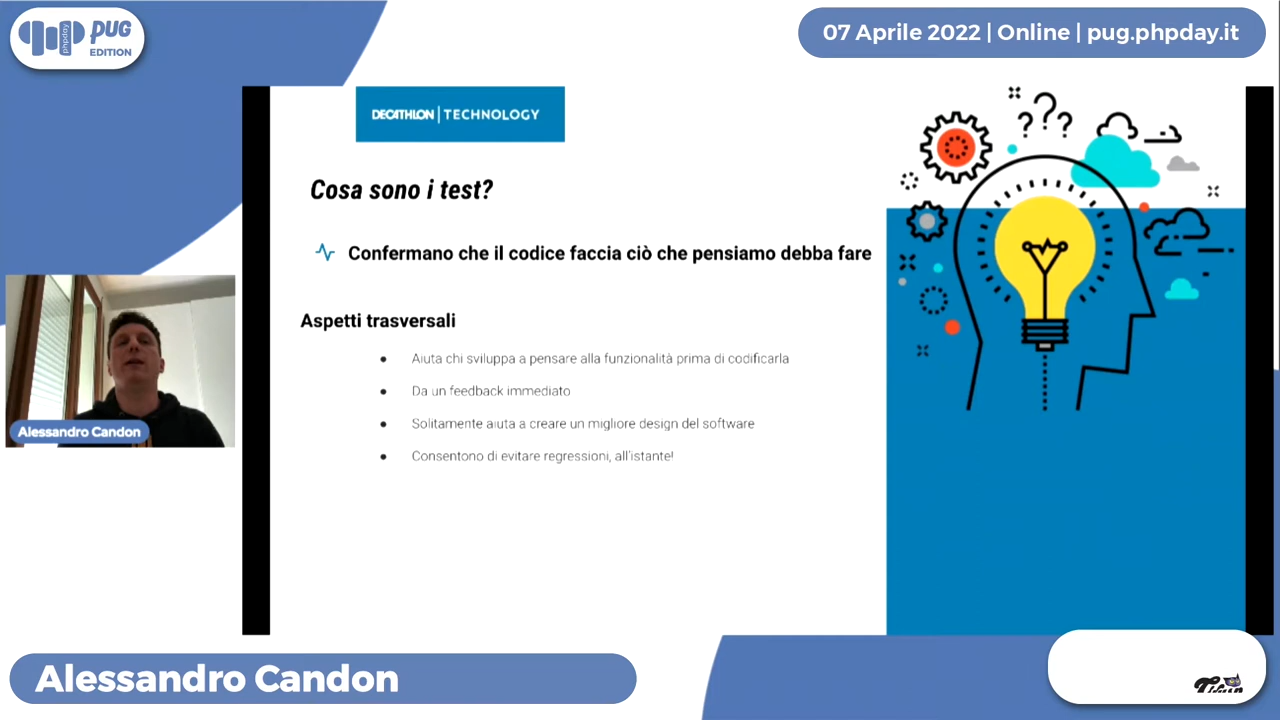 phpday
PUG
EDITION
07 Aprile 2022 | Online | pug.phpday.it
DECATHLON | TECHNOLOGY
???
Cosa sono i test?
Confermano che il codice faccia ciò che pensiamo debba fare
Aspetti trasversali
● Aiuta chi sviluppa a pensare alla funzionalità prima di codificarla
● Da un feedback immediato
● Solitamente aiuta a creare un migliore design del software
● Consentono di evitare regressioni, all'istante!
Alessandro Candon
Alessandro Candon